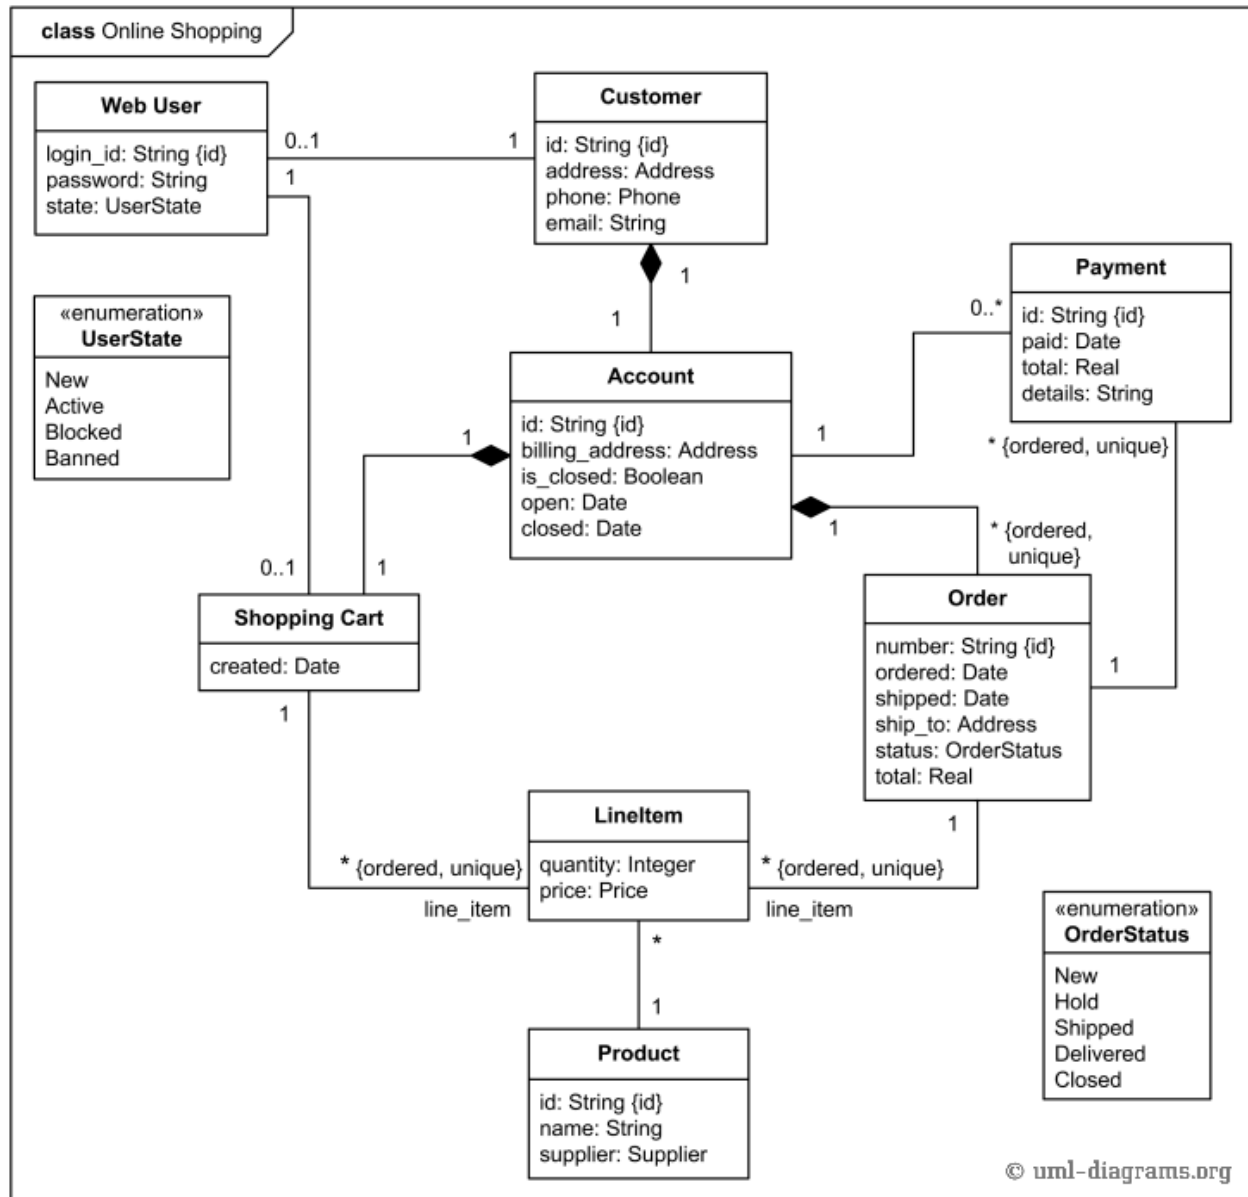 class Online Shopping
Web User
login_id: String {id}
password: String
state: UserState
0..1
1
1
Customer
id: String {id}
address: Address
phone: Phone
email: String
1
1
Payment
id: String {id}
paid: Date
total: Real
details: String
0..*
* {ordered, unique}
«enumeration»
UserState
New
Active
Blocked
Banned
Account
id: String {id}
billing_address: Address
is_closed: Boolean
open: Date
closed: Date
1
1
1
* {ordered,
unique}
0..1
1
Shopping Cart
created: Date
1
Order
number: String {id}
ordered: Date
shipped: Date
ship_to: Address
status: OrderStatus
total: Real
1
1
LineItem
quantity: Integer
price: Price
* {ordered, unique}
line_item
* {ordered, unique}
line_item
*
1
Product
id: String {id}
name: String
supplier: Supplier
«enumeration»
OrderStatus
New
Hold
Shipped
Delivered
Closed
© uml-diagrams.org